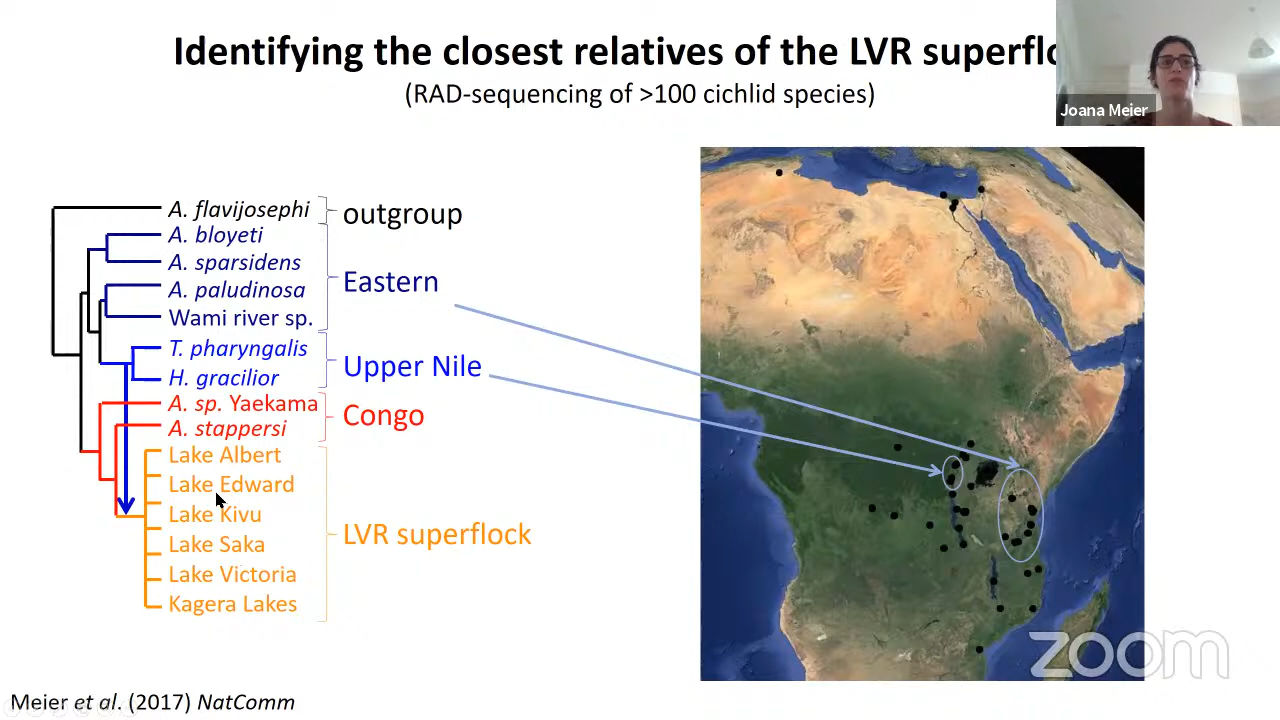 Identifying the closest relatives of the LVR superflo
(RAD-sequencing of >100 cichlid species)
Joana Meier
A. flavijosephi
outgroup
A. bloyeti
A. sparsidens
Eastern
A. paludinosa
Wami river sp.
T. pharyngalis
Upper Nile
H. gracilior
A. sp. Yaekama
Congo
A. stappersi
Lake Albert
Lake Edward
Lake Kivu
LVR superflock
Lake Saka
Lake Victoria
Kagera Lakes
zoom
Meier et al. (2017) NatComm